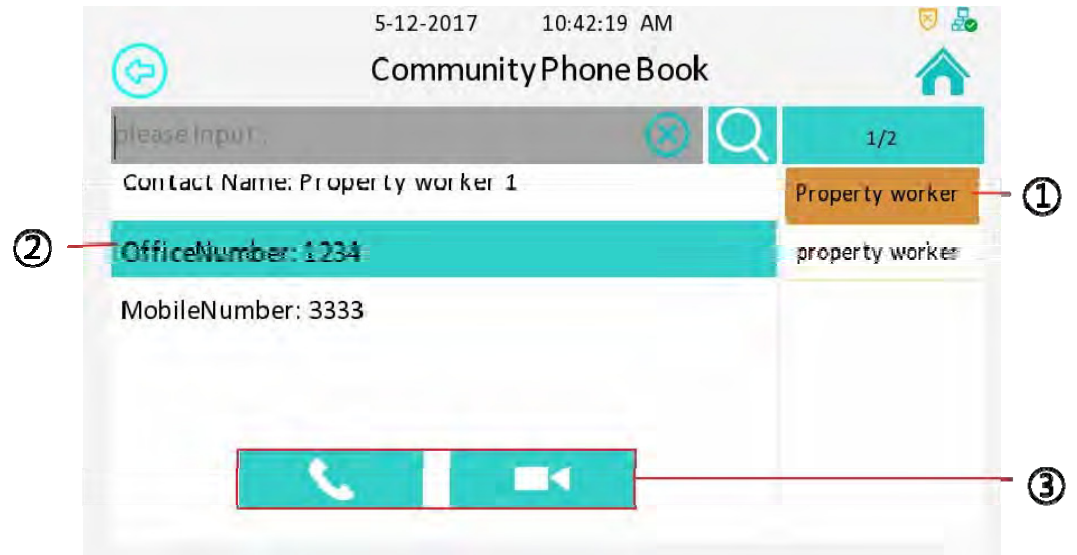 5-12-2017 10:42:19 AM
Community Phone Book
please input..
1/2
Contact Name: Property worker 1
Property worker
①
②
OfficeNumber: 1234
property worker
MobileNumber: 3333
③